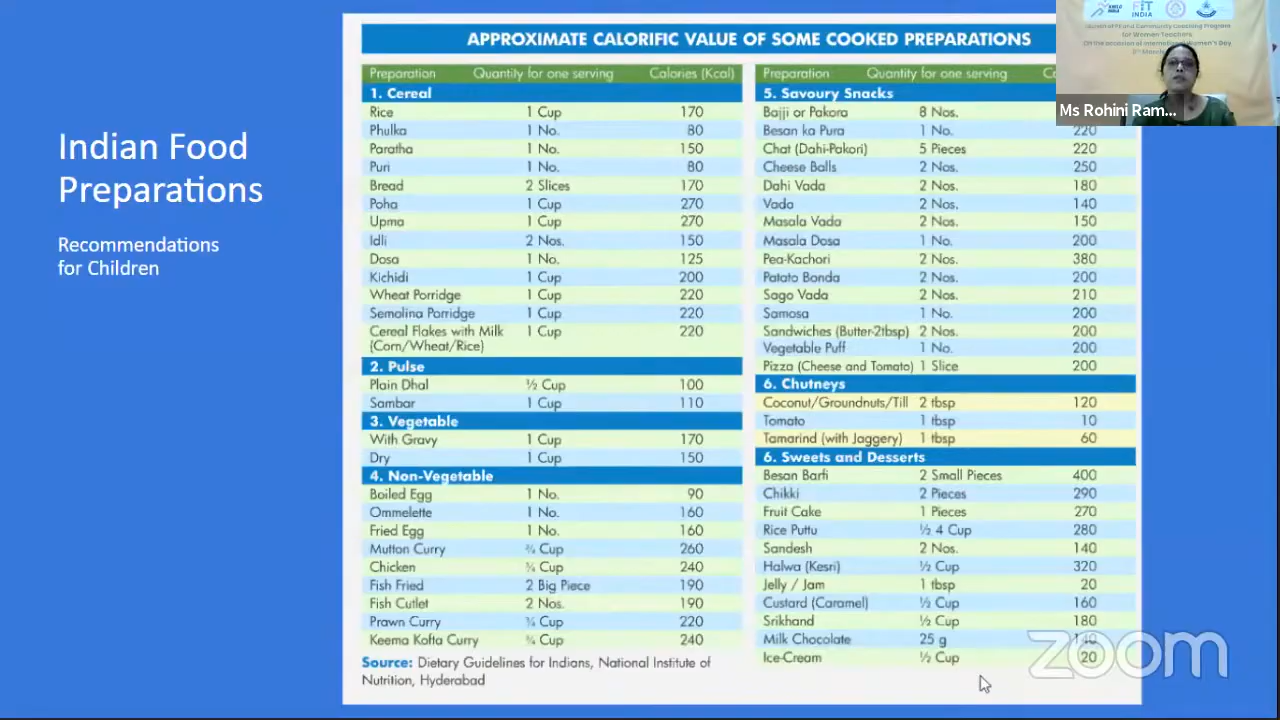 Indian Food
Preparations
Recommendations
for Children
APPROXIMATE CALORIFIC VALUE OF SOME COOKED PREPARATIONS
Preparation Quantity for one serving Calories (Kcal)
1. Cereal
Rice 1 Cup 170
Phulka 1 No. 80
Paratha 1 No. 150
Puri 1 No. 80
Bread 2 Slices 170
Poha 1 Cup 270
Upma 1 Cup 270
Idli 2 Nos. 150
Dosa 1 No. 125
Kichidi 1 Cup 200
Wheat Porridge 1 Cup 220
Semolina Porridge 1 Cup 220
Cereal Flakes with Milk 1 Cup 220
(Corn/Wheat/Rice)
2. Pulse
Plain Dhal ½ Cup 100
Sambar 1 Cup 110
3. Vegetable
With Gravy 1 Cup 170
Dry 1 Cup 150
4. Non-Vegetable
Boiled Egg 1 No. 90
Ommelette 1 No. 160
Fried Egg 1 No. 160
Mutton Curry ¾ Cup 260
Chicken ¾ Cup 240
Fish Fried 2 Big Piece 190
Fish Cutlet 2 Nos. 190
Prawn Curry ¾ Cup 220
Keema Kofta Curry ¾ Cup 240
Source: Dietary Guidelines for Indians, National Institute of
Nutrition, Hyderabad
Preparation Quantity for one serving
5. Savoury Snacks
Bajji or Pakora 8 Nos.
Besan ka Pura 1 No. 220
Chat (Dahi-Pakori) 5 Pieces 220
Cheese Balls 2 Nos. 250
Dahi Vada 2 Nos. 180
Vada 2 Nos. 140
Masala Vada 2 Nos. 150
Masala Dosa 1 No. 200
Pea-Kachori 2 Nos. 380
Patato Bonda 2 Nos. 200
Sago Vada 2 Nos. 210
Samosa 1 No. 200
Sandwiches (Butter-2tbsp) 2 Nos. 200
Vegetable Puff 1 No. 200
Pizza (Cheese and Tomato) 1 Slice 200
6. Chutneys
Coconut/Groundnuts/Till 2 tbsp 120
Tomato 1 tbsp 10
Tamarind (with Jaggery) 1 tbsp 60
6. Sweets and Desserts
Besan Barfi 2 Small Pieces 400
Chikki 2 Pieces 290
Fruit Cake 1 Pieces 270
Rice Puttu ½ 4 Cup 280
Sandesh 2 Nos. 140
Halwa (Kesri) ½ Cup 320
Jelly / Jam 1 tbsp 20
Custard (Caramel) ½ Cup 160
Srikhand ½ Cup 180
Milk Chocolate 25 g 140
Ice-Cream ½ Cup 20
FIT
INDIA
for Women Teachers
Ms Rohini Ram...
zoom